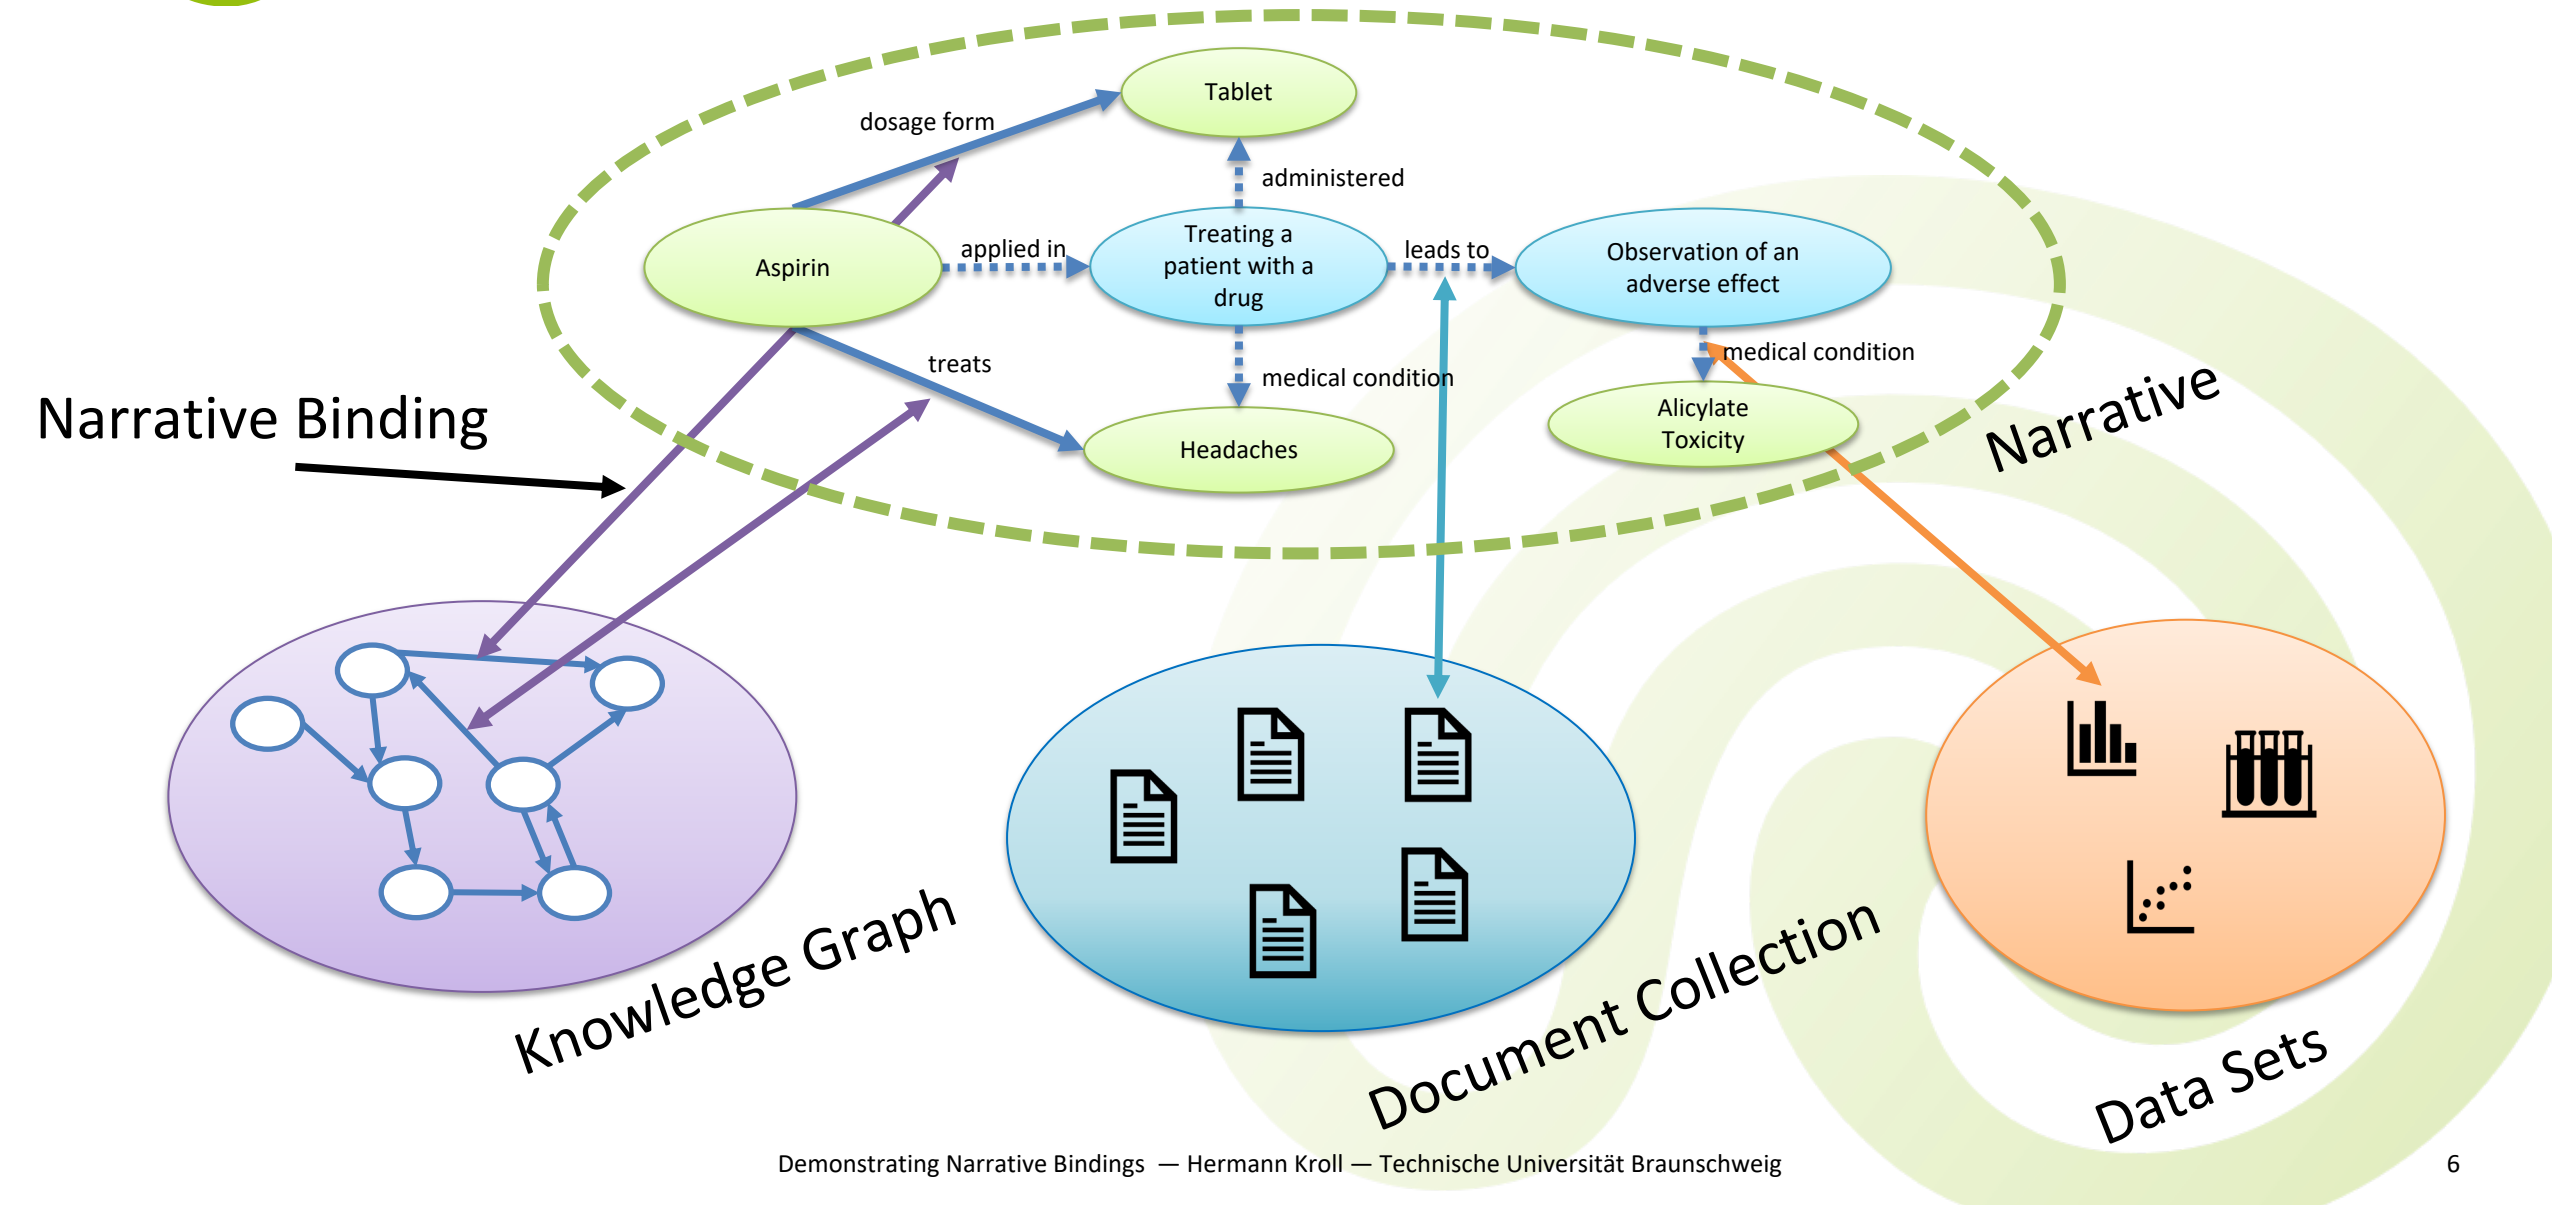 Tablet
dosage form
administered
Aspirin
applied in
Treating a
patient with a
drug
leads to
Observation of an
adverse effect
treats
medical condition
medical condition
Alicylate
Toxicity
Headaches
Narrative
Narrative Binding
Knowledge Graph
Document Collection
Data Sets
Demonstrating Narrative Bindings — Hermann Kroll — Technische Universität Braunschweig
6